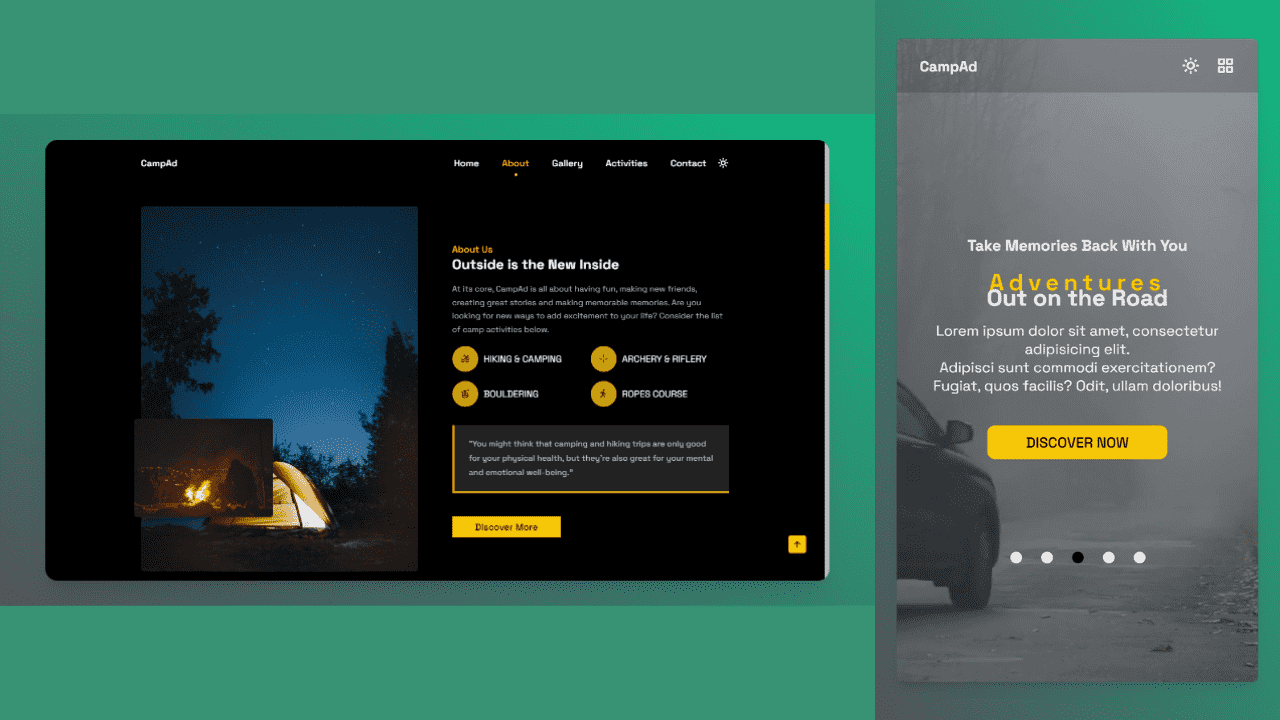 CampAd
Home About Gallery Activities Contact
About Us
Outside is the New Inside
At its core, CampAd is all about having fun, making new friends,
creating great stories and making memorable memories. Are you
looking for new ways to add excitement to your life? Consider the list
of camp activities below.
HIKING & CAMPING
ARCHERY & RIFLERY
BOULDERING
ROPES COURSE
"You might think that camping and hiking trips are only good
for your physical health, but they're also great for your mental
and emotional well-being."
Discover More
CampAd
Take Memories Back With You
Adventures
Out on the Road
Lorem ipsum dolor sit amet, consectetur
adipisicing elit.
Adipisci sunt commodi exercitationem?
Fugiat, quos facilis? Odit, ullam doloribus!
DISCOVER NOW